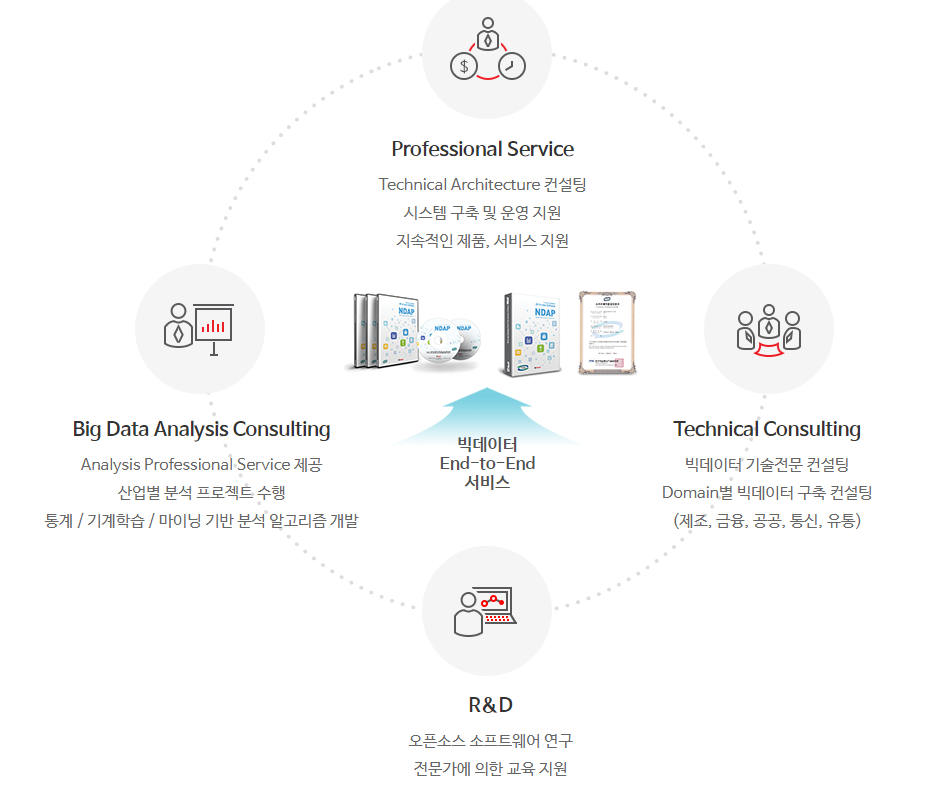 Professional Service
Technical Architecture 컨설팅
시스템 구축 및 운영 지원
지속적인 제품, 서비스 지원
NDAP
NDAP
NDAP
Big Data Analysis Consulting
Analysis Professional Service 제공
산업별 분석 프로젝트 수행
통계 / 기계학습 / 마이닝 기반 분석 알고리즘 개발
빅데이터
End-to-End
서비스
Technical Consulting
빅데이터 기술전문 컨설팅
Domain별 빅데이터 구축 컨설팅
(제조, 금융, 공공, 통신, 유통)
R&D
오픈소스 소프트웨어 연구
전문가에 의한 교육 지원